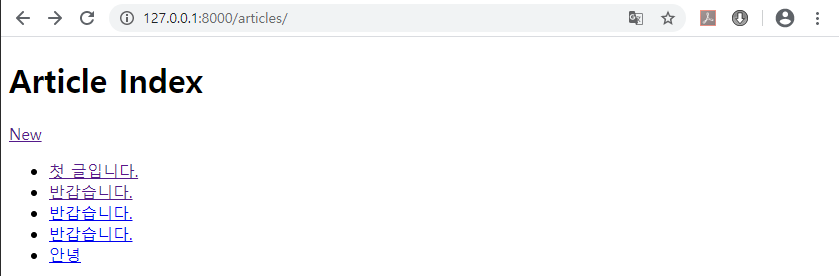 127.0.0.1:8000/articles/
Article Index
New
첫 글입니다.
반갑습니다.
반갑습니다.
반갑습니다.
안녕